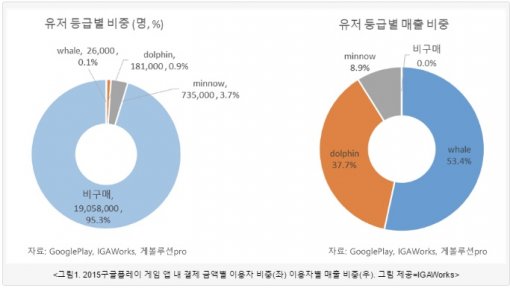 유저 등급별 비중 (명, %)
whale, 26,000,
0.1%
dolphin,
181,000, 0.9%
minnow,
735,000, 3.7%
비구매,
19,058,000,
95.3%
자료: GooglePlay, IGAWorks, 게볼루션pro
유저 등급별 매출 비중
비구매
0.0%
minnow
8.9%
dolphin
37.7%
whale
53.4%
자료: GooglePlay, IGAWorks, 게볼루션pro
<그림1. 2015구글플레이 게임 앱 내 결제 금액별 이용자 비중(좌) 이용자별 매출 비중(우). 그림 제공=IGAWorks>